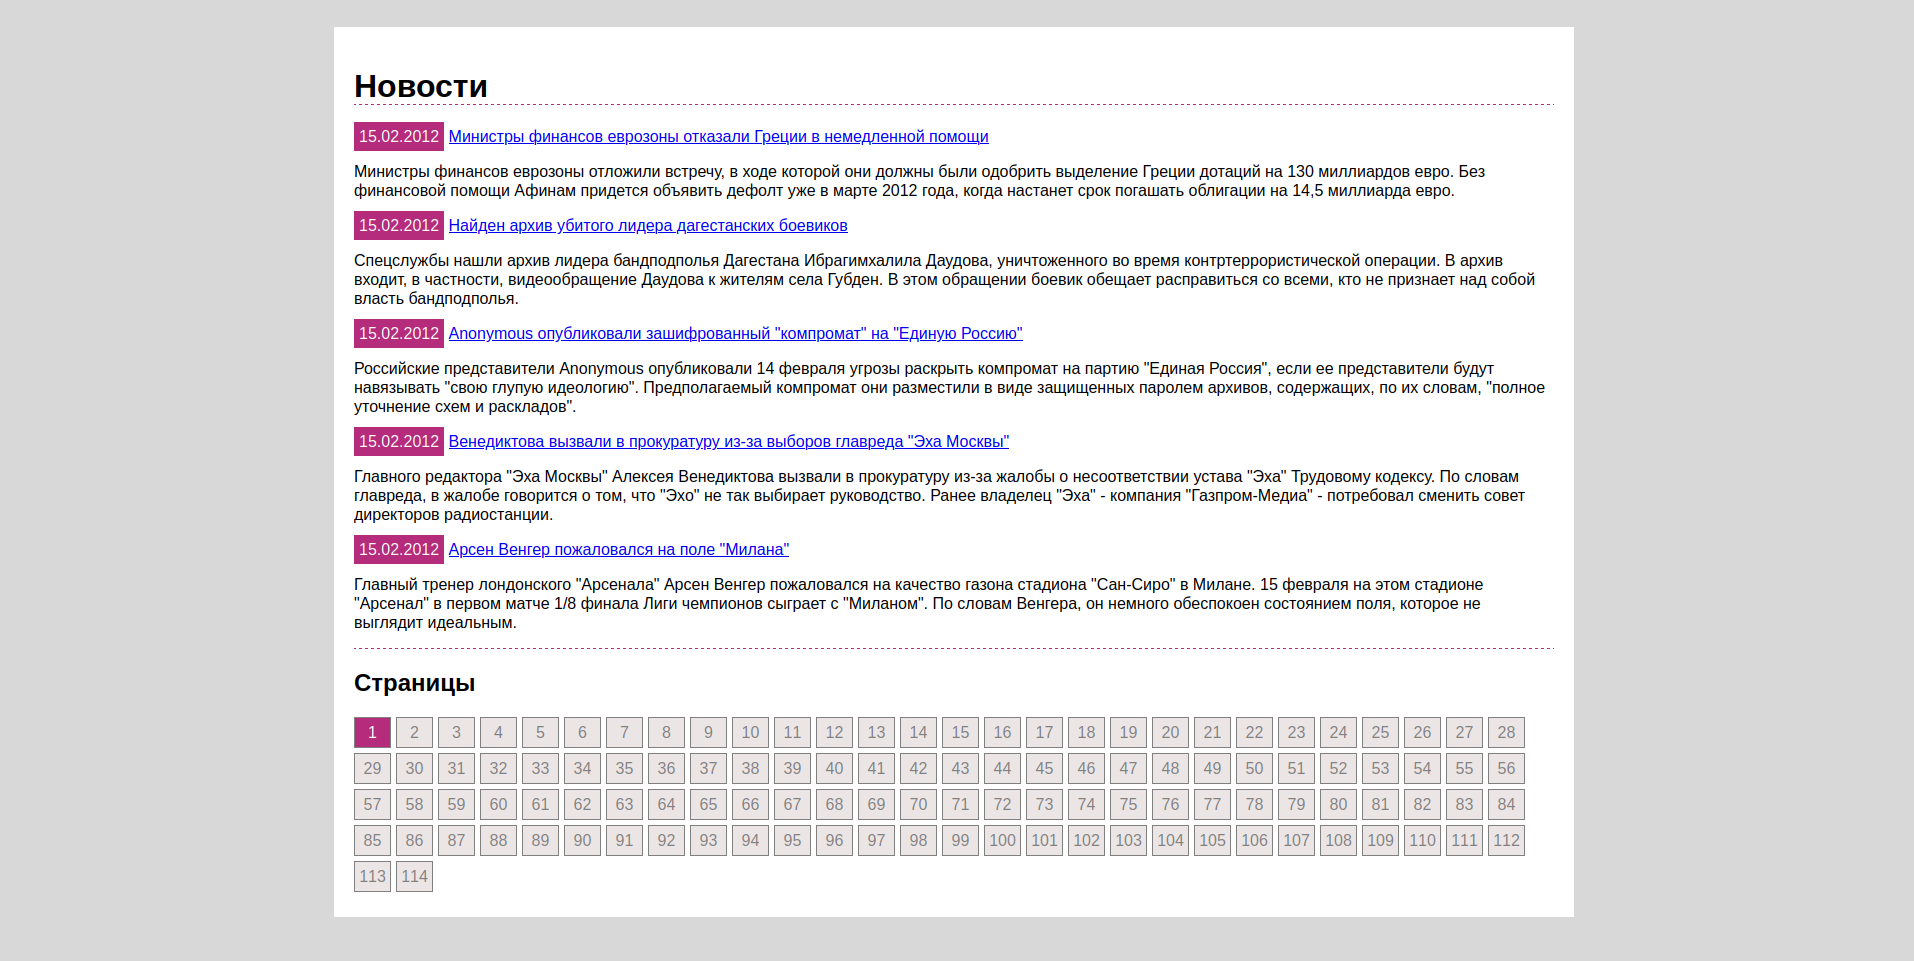 Новости
15.02.2012 Министры финансов еврозоны отказали Греции в немедленной помощи
Министры финансов еврозоны отложили встречу, в ходе которой они должны были одобрить выделение Греции дотаций на 130 миллиардов евро. Без
финансовой помощи Афинам придется объявить дефолт уже в марте 2012 года, когда настанет срок погашать облигации на 14,5 миллиарда евро.
15.02.2012 Найден архив убитого лидера дагестанских боевиков
Спецслужбы нашли архив лидера бандподполья Дагестана Ибрагимхалила Даудова, уничтоженного во время контртеррористической операции. В архив
входит, в частности, видеообращение Даудова к жителям села Губден. В этом обращении боевик обещает расправиться со всеми, кто не признает над собой
власть бандподполья.
15.02.2012 Anonymous опубликовали зашифрованный "компромат" на "Единую Россию"
Российские представители Anonymous опубликовали 14 февраля угрозы раскрыть компромат на партию "Единая Россия", если ее представители будут
навязывать "свою глупую идеологию". Предполагаемый компромат они разместили в виде защищенных паролем архивов, содержащих, по их словам, "полное
уточнение схем и раскладов".
15.02.2012 Венедиктова вызвали в прокуратуру из-за выборов главреда "Эха Москвы"
Главного редактора "Эха Москвы" Алексея Венедиктова вызвали в прокуратуру из-за жалобы о несоответствии устава "Эха" Трудовому кодексу. По словам
главреда, в жалобе говорится о том, что "Эхо" не так выбирает руководство. Ранее владелец "Эха" - компания "Газпром-Медиа" - потребовал сменить совет
директоров радиостанции.
15.02.2012 Арсен Венгер пожаловался на поле "Милана"
Главный тренер лондонского "Арсенала" Арсен Венгер пожаловался на качество газона стадиона "Сан-Сиро" в Милане. 15 февраля на этом стадионе
"Арсенал" в первом матче 1/8 финала Лиги чемпионов сыграет с "Миланом". По словам Венгера, он немного обеспокоен состоянием поля, которое не
выглядит идеальным.
Страницы
1 2 3 4 5 6 7 8 9 10 11 12 13 14 15 16 17 18 19 20 21 22 23 24 25 26 27 28
29 30 31 32 33 34 35 36 37 38 39 40 41 42 43 44 45 46 47 48 49 50 51 52 53 54 55 56
57 58 59 60 61 62 63 64 65 66 67 68 69 70 71 72 73 74 75 76 77 78 79 80 81 82 83 84
85 86 87 88 89 90 91 92 93 94 95 96 97 98 99 100 101 102 103 104 105 106 107 108 109 110 111 112
113 114